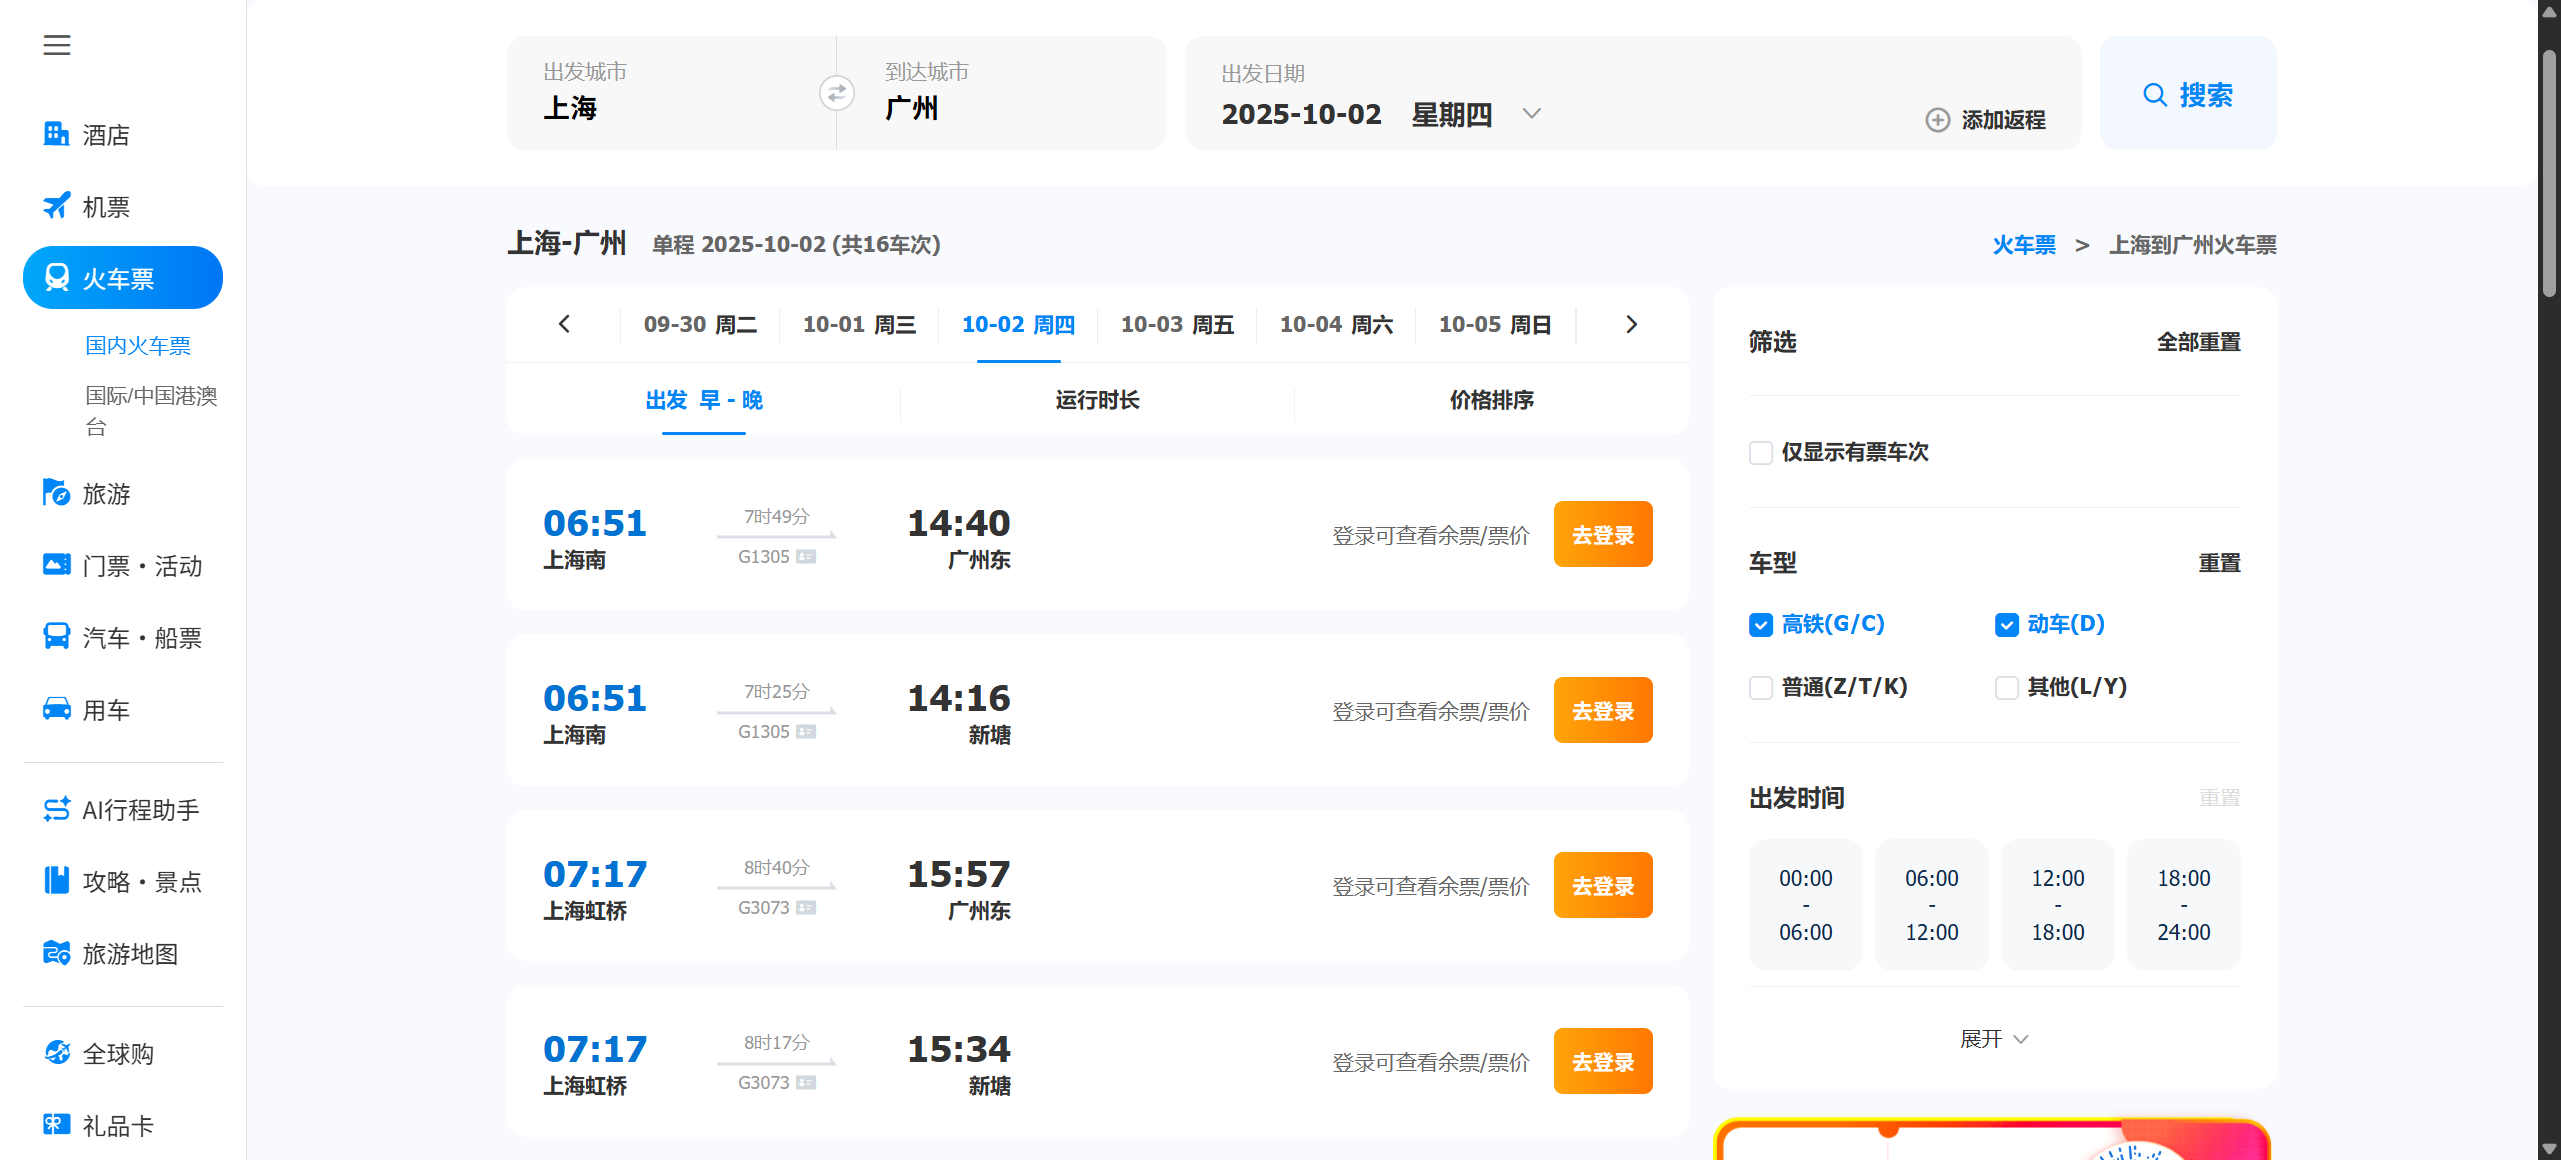 酒店
机票
火车票
国内火车票
国际/中国港澳
台
旅游
门票・活动
汽车・船票
用车
AI行程助手
攻略・景点
旅游地图
全球购
礼品卡
出发城市
上海
到达城市
广州
出发日期
2025-10-02 星期四
添加返程
搜索
上海-广州 单程 2025-10-02 (共16车次)
火车票 > 上海到广州火车票
09-30 周二
10-01 周三
10-02 周四
10-03 周五
10-04 周六
10-05 周日
出发 早 - 晚
运行时长
价格排序
06:51
上海南
7时49分
G1305
14:40
广州东
登录可查看余票/票价
去登录
06:51
上海南
7时25分
G1305
14:16
新塘
登录可查看余票/票价
去登录
07:17
上海虹桥
8时40分
G3073
15:57
广州东
登录可查看余票/票价
去登录
07:17
上海虹桥
8时17分
G3073
15:34
新塘
登录可查看余票/票价
去登录
筛选
全部重置
仅显示有票车次
车型
重置
高铁(G/C)
动车(D)
普通(Z/T/K)
其他(L/Y)
出发时间
重置
00:00
-
06:00
06:00
-
12:00
12:00
-
18:00
18:00
-
24:00
展开